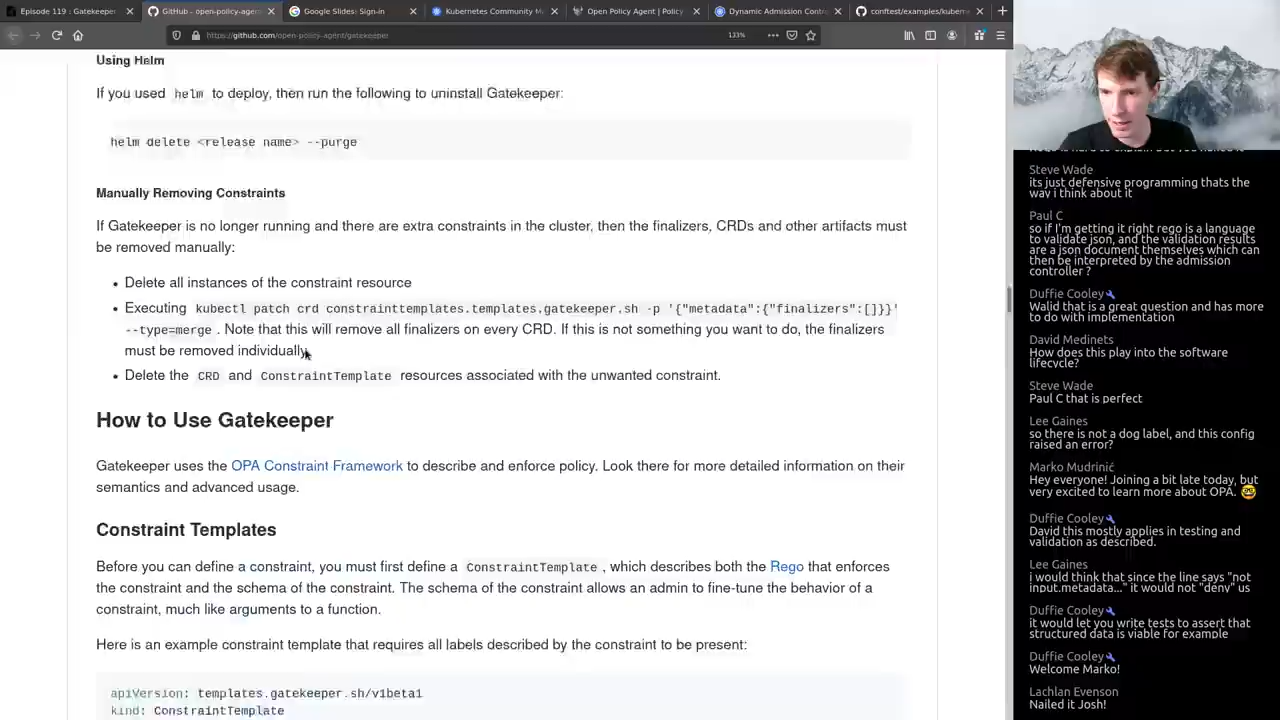 Episode 119 : Gatekeeper
GitHub - open-policy-agen
Google Slides: Sign-in
Kubernetes Community M
Open Policy Agent | Policy
Dynamic Admission Contr
conftest/examples/kubern
https://github.com/open-policy-agent/gatekeeper
133%
Using Helm
If you used helm to deploy, then run the following to uninstall Gatekeeper:
helm delete <release name> --purge
Manually Removing Constraints
If Gatekeeper is no longer running and there are extra constraints in the cluster, then the finalizers, CRDs and other artifacts must
be removed manually:
Delete all instances of the constraint resource
Executing kubectl patch crd constrainttemplates.templates.gatekeeper.sh -p '{"metadata":{"finalizers":[]}}'
--type=merge . Note that this will remove all finalizers on every CRD. If this is not something you want to do, the finalizers
must be removed individually.
Delete the CRD and ConstraintTemplate resources associated with the unwanted constraint.
How to Use Gatekeeper
Gatekeeper uses the OPA Constraint Framework to describe and enforce policy. Look there for more detailed information on their
semantics and advanced usage.
Constraint Templates
Before you can define a constraint, you must first define a ConstraintTemplate , which describes both the Rego that enforces
the constraint and the schema of the constraint. The schema of the constraint allows an admin to fine-tune the behavior of a
constraint, much like arguments to a function.
Here is an example constraint template that requires all labels described by the constraint to be present:
apiVersion: templates.gatekeeper.sh/v1beta1
kind: ConstraintTemplate
Steve Wade
its just defensive programming thats the
way i think about it
Paul C
so if I'm getting it right rego is a language
to validate json, and the validation results
are a json document themselves which can
then be interpreted by the admission
controller ?
Duffie Cooley
Walid that is a great question and has more
to do with implementation
David Medinets
How does this play into the software
lifecycle?
Steve Wade
Paul C that is perfect
Lee Gaines
so there is not a dog label, and this config
raised an error?
Marko Mudrinić
Hey everyone! Joining a bit late today, but
very excited to learn more about OPA. 🤓
Duffie Cooley
David this mostly applies in testing and
validation as described.
Lee Gaines
i would think that since the line says "not
input.metadata..." it would not "deny" us
Duffie Cooley
it would let you write tests to assert that
structured data is viable for example
Duffie Cooley
Welcome Marko!
Lachlan Evenson
Nailed it Josh!